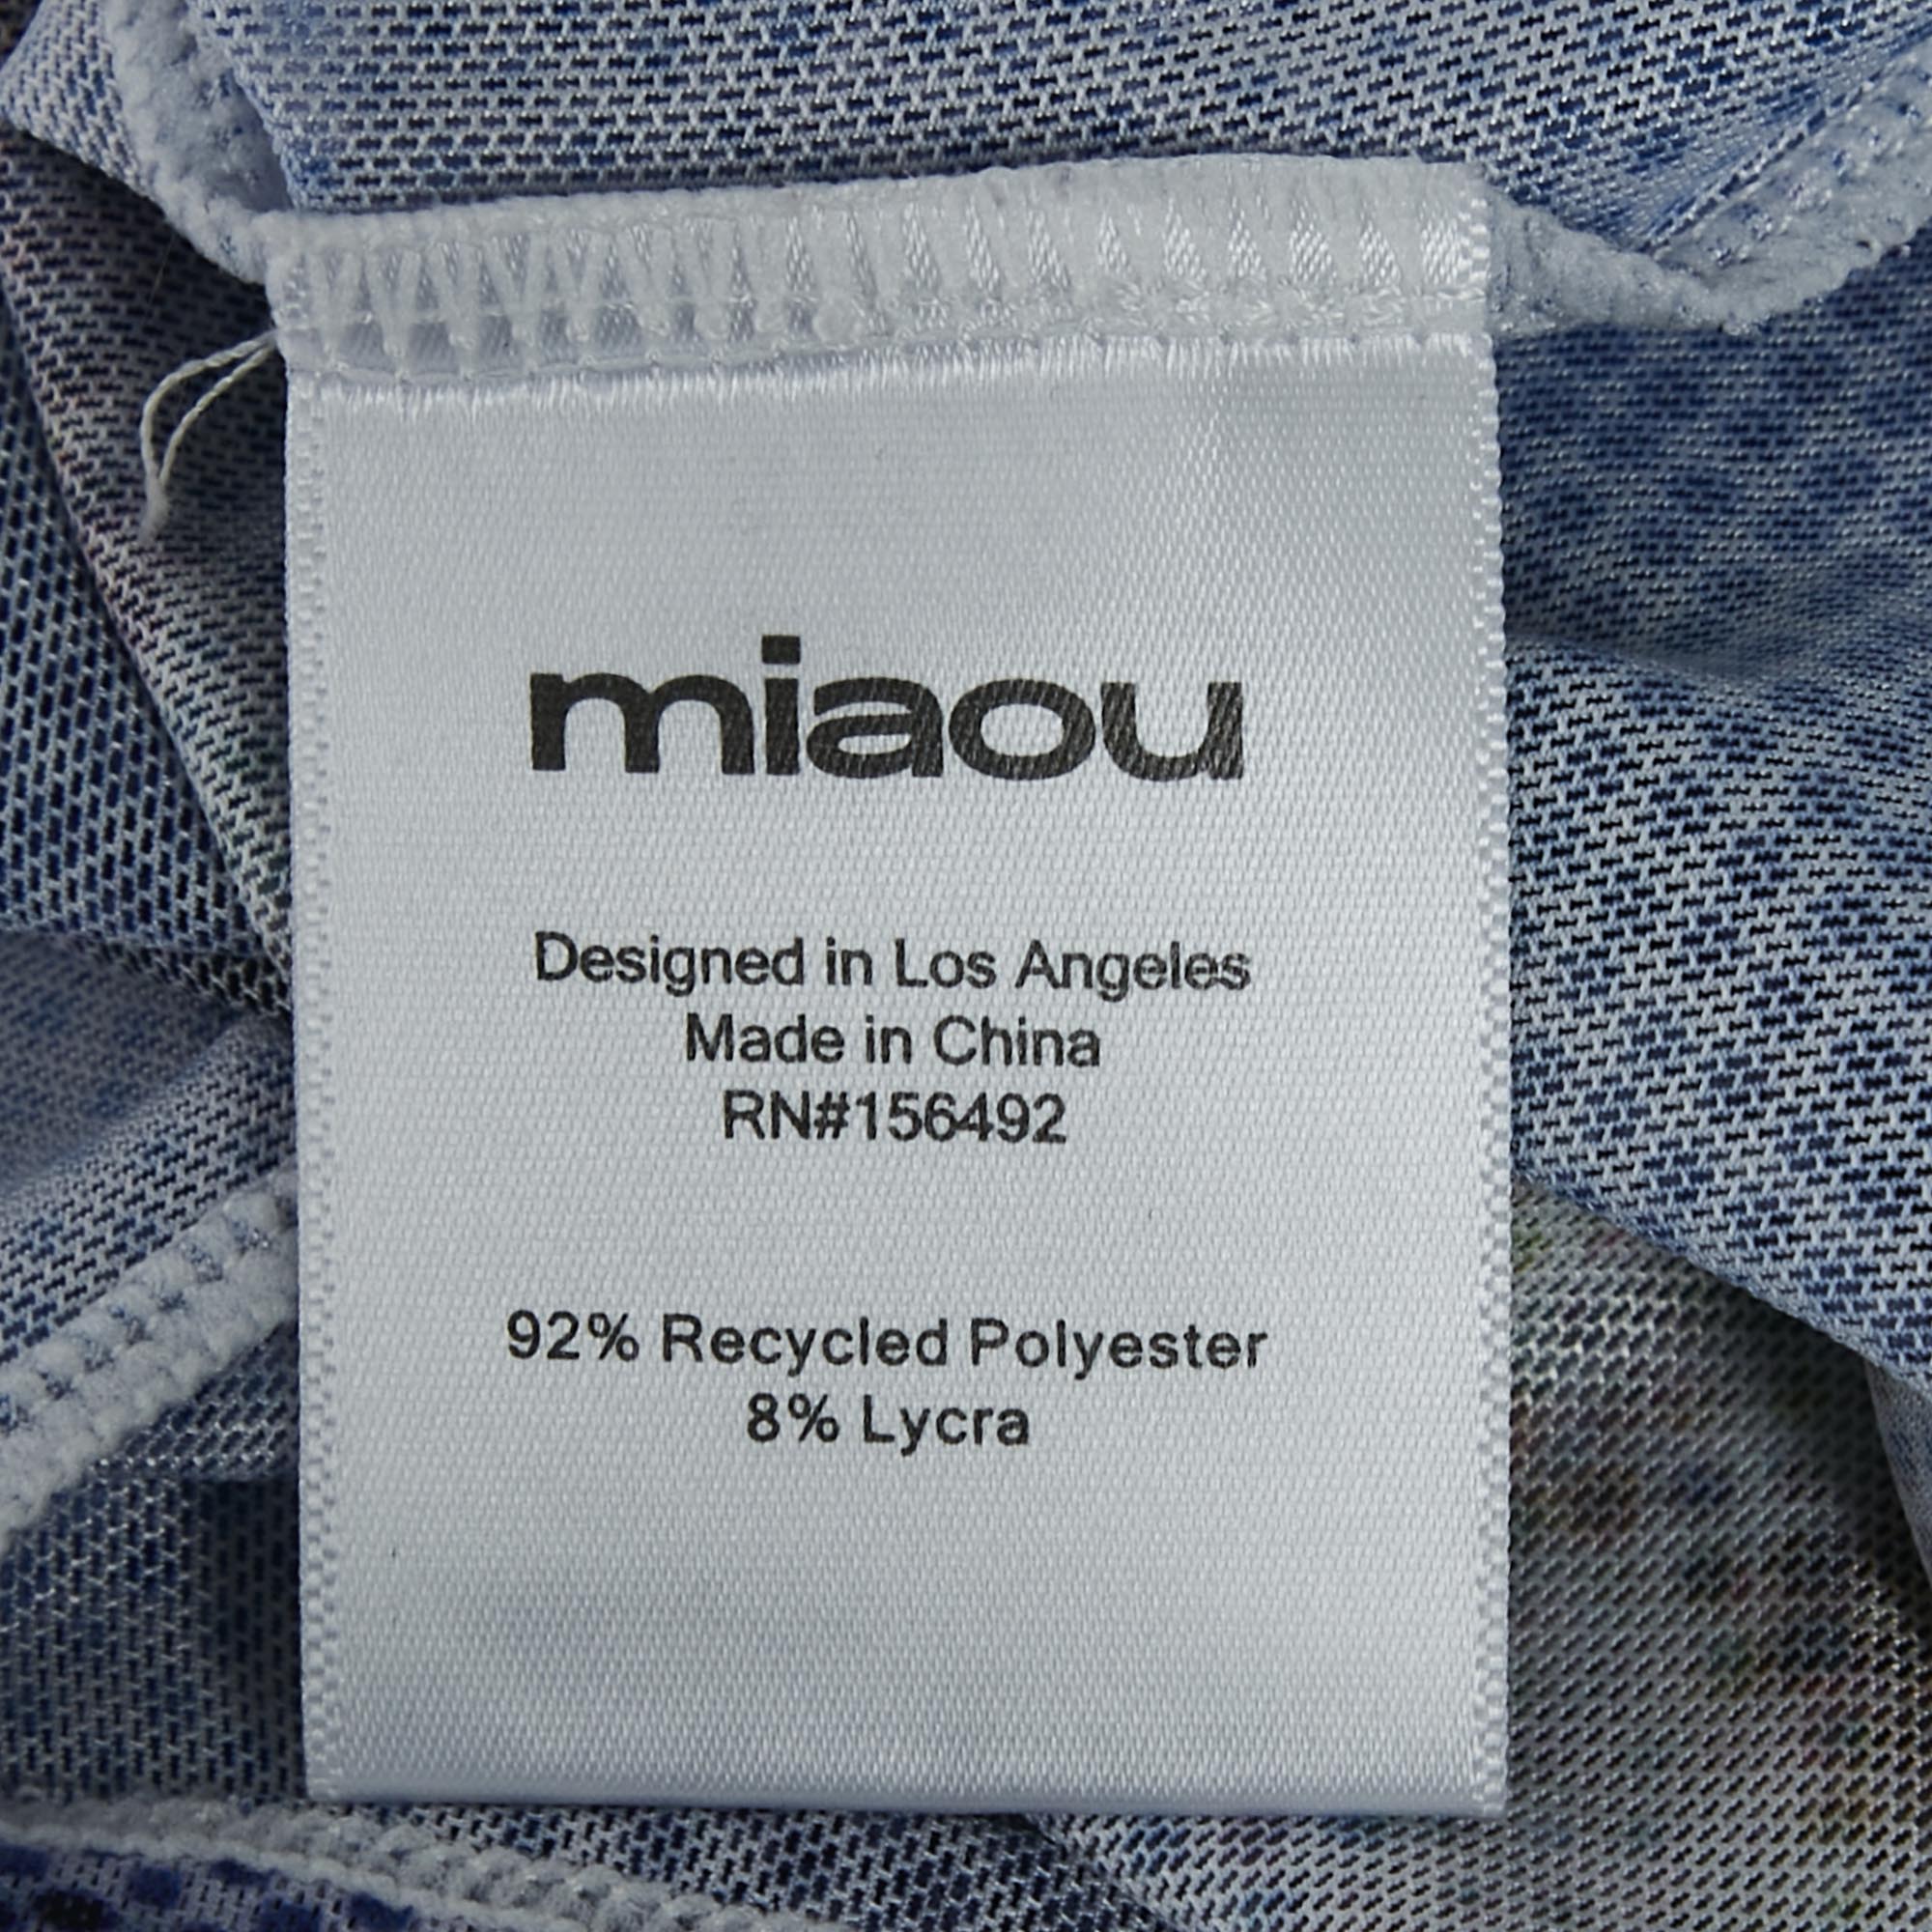 miaou
Designed in Los Angeles
Made in China
RN#156492
92% Recycled Polyester
8% Lycra